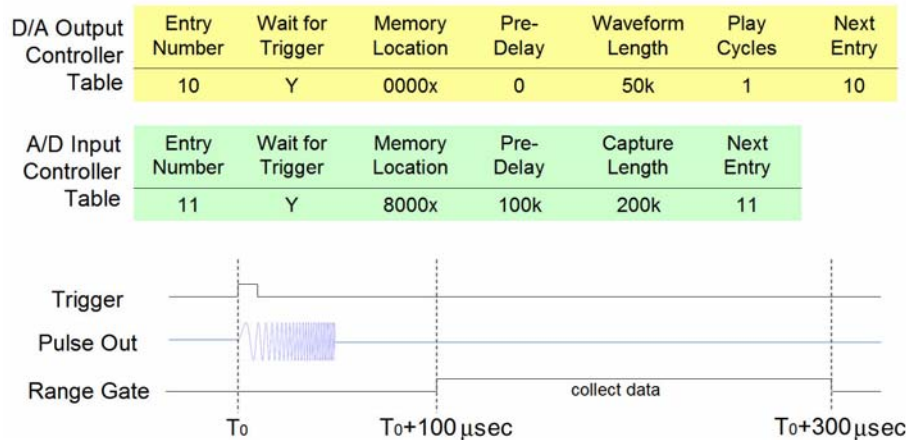 D/A Output Controller Table
Entry Number Wait for Trigger Memory Location Pre-Delay Waveform Length Play Cycles Next Entry
10 Y 0000x 0 50k 1 10
A/D Input Controller Table
Entry Number Wait for Trigger Memory Location Pre-Delay Capture Length Next Entry
11 Y 8000x 100k 200k 11
Trigger
Pulse Out
Range Gate
collect data
T0 T0+100 μsec T0+300 μsec